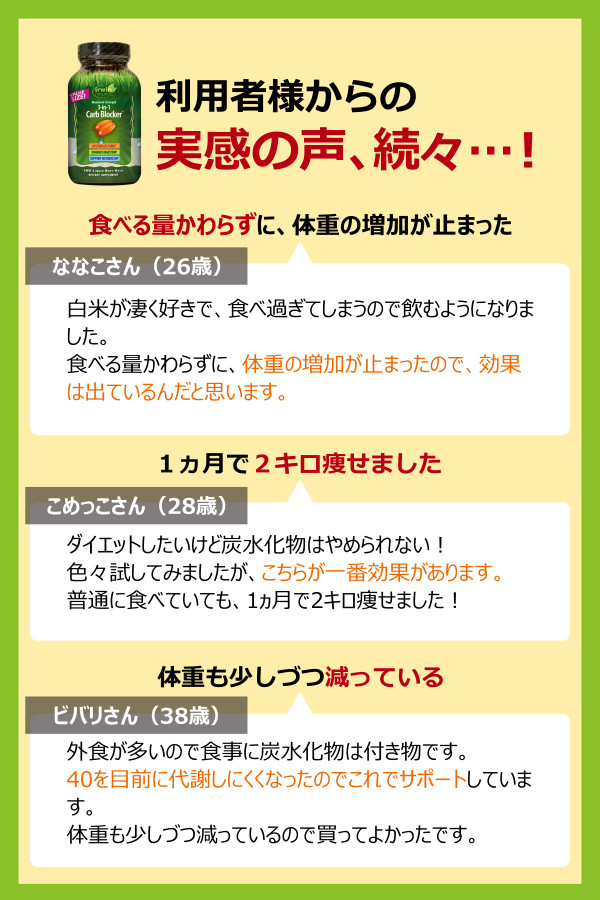 利用者様からの
実感の声、続々…！
VALUE SIZE!
irwin
3-in-1
Carb Blocker
食べる量かわらずに、体重の増加が止まった
ななこさん（26歳）
白米が凄く好きで、食べ過ぎてしまうので飲むようになりま
した。
食べる量かわらずに、体重の増加が止まったので、効果
は出ているんだと思います。
１ヵ月で２キロ痩せました
こめっこさん（28歳）
ダイエットしたいけど炭水化物はやめられない！
色々試してみましたが、こちらが一番効果があります。
普通に食べていても、1ヵ月で2キロ痩せました！
体重も少しづつ減っている
ビバリさん（38歳）
外食が多いので食事に炭水化物は付き物です。
40を目前に代謝しにくくなったのでこれでサポートしていま
す。
体重も少しづつ減っているので買ってよかったです。